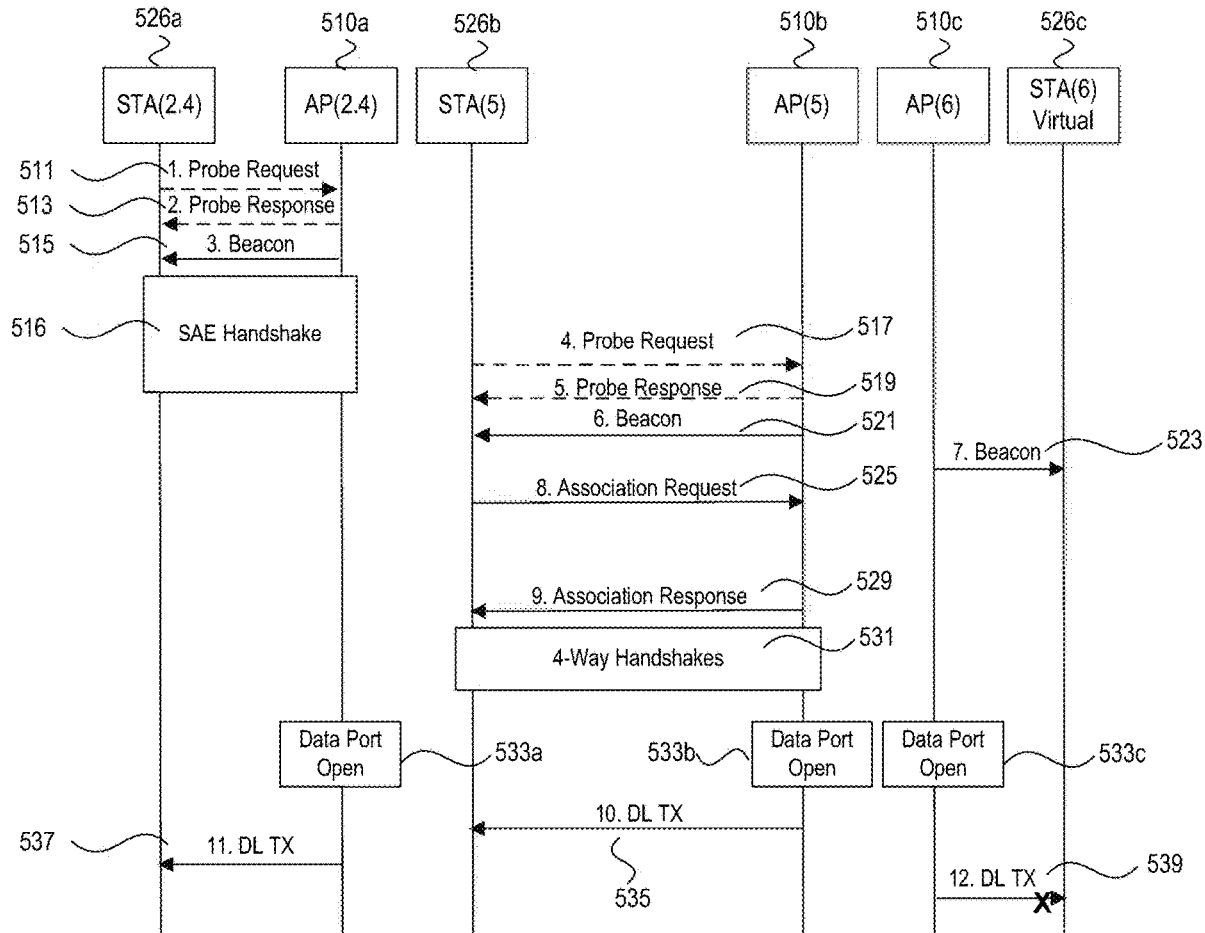 526a
510a
526b
510b
510c
526c
STA(2.4)
AP(2.4)
STA(5)
AP(5)
AP(6)
STA(6)
Virtual
511
1. Probe Request
513
2. Probe Response
515
3. Beacon
516
SAE Handshake
4. Probe Request
517
5. Probe Response
519
6. Beacon
521
7. Beacon
523
8. Association Request
525
9. Association Response
529
4-Way Handshakes
531
Data Port
Open
533a
533b
Data Port
Open
Data Port
Open
533c
10. DL TX
535
537
11. DL TX
12. DL TX
539
X